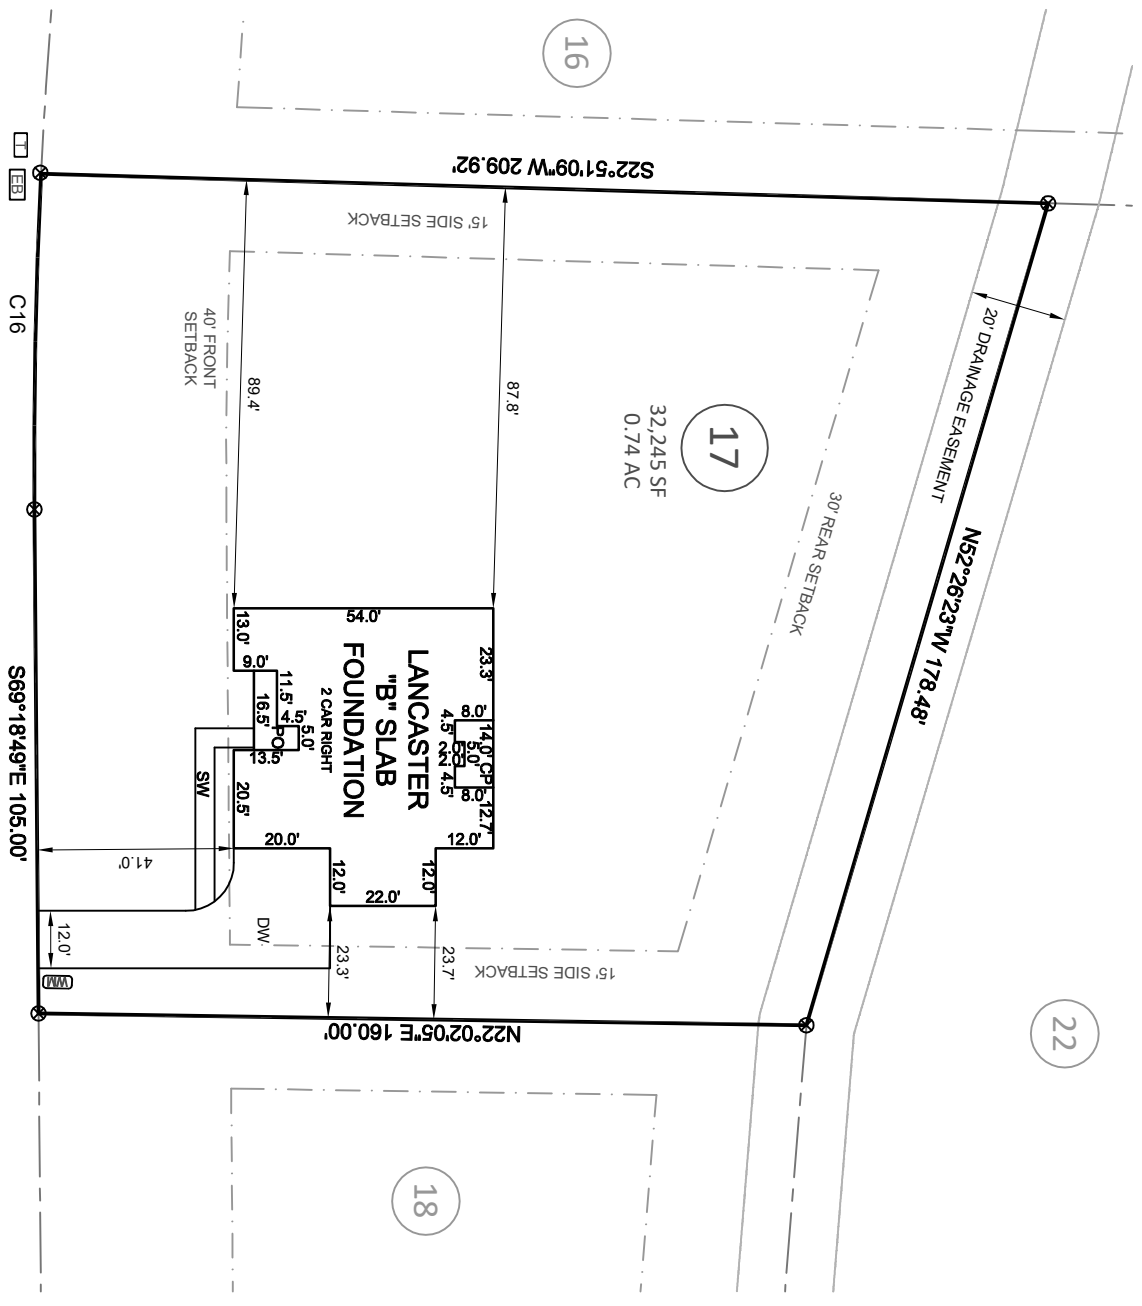 16
S22°51'09"W 209.92'
T
EB
C16
15' SIDE SETBACK
40' FRONT
SETBACK
89.4'
87.8'
17
32,245 SF
0.74 AC
20' DRAINAGE EASEMENT
30' REAR SETBACK
N52°26'23"W 178.48'
54.0'
LANCASTER
"B" SLAB
FOUNDATION
2 CAR RIGHT
13.0'
9.0'
11.5'
16.5'
4.5'
5.0'
PO
13.5'
20.5'
23.3'
8.0'
4.5'
14.0'
CP
5.0'
4.5'
8.0'
12.7'
12.0'
12.0'
22.0'
12.0'
20.0'
SW
41.0'
DW
12.0'
WM
23.3'
23.7'
15' SIDE SETBACK
S69°18'49"E 105.00'
N22°02'05"E 160.00'
18
22